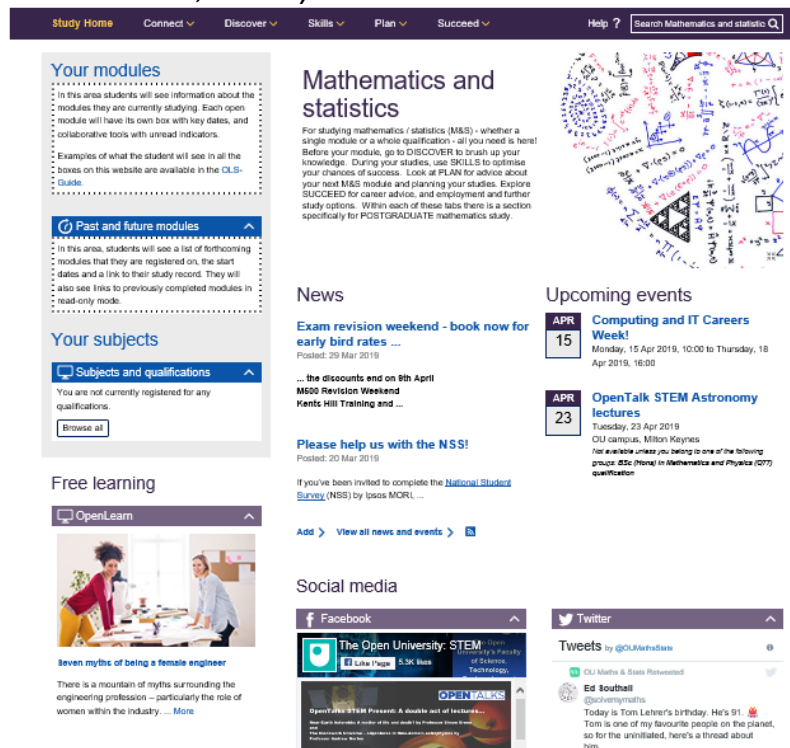 Study Home Connect Discover Skills Plan Succeed Help ? Search Mathematics and statistic
Your modules
In this area students will see information about the
modules they are currently studying. Each open
module will have its own box with key dates, and
collaborative tools with unread indicators.
Examples of what the student will see in all the
boxes on this website are available in the OLS-
Guide.
Past and future modules
In this area, students will see a list of forthcoming
modules that they are registered on, the start
dates and a link to their study record. They will
also see links to previously completed modules in
read-only mode.
Your subjects
Subjects and qualifications
You are not currently registered for any
qualifications.
Browse all
Free learning
OpenLearn
Seven myths of being a female engineer
There is a mountain of myths surrounding the
engineering profession – particularly the role of
women within the industry. ... More
Mathematics and
statistics
For studying mathematics / statistics (M&S) - whether a
single module or a whole qualification - all you need is here!
Before your module, go to DISCOVER to brush up your
knowledge. During your studies, use SKILLS to optimise
your chances of success. Look at PLAN for advice about
your next M&S module and planning your studies. Explore
SUCCEED for career advice, and employment and further
study options. Within each of these tabs there is a section
specifically for POSTGRADUATE mathematics study.
News
Exam revision weekend - book now for
early bird rates ...
Posted: 29 Mar 2019
... the discounts end on 9th April
M500 Revision Weekend
Kents Hill Training and ...
Please help us with the NSS!
Posted: 20 Mar 2019
If you've been invited to complete the National Student
Survey (NSS) by Ipsos MORI, ...
Add View all news and events
Upcoming events
APR
15
Computing and IT Careers
Week!
Monday, 15 Apr 2019, 10:00 to Thursday, 18
Apr 2019, 16:00
APR
23
OpenTalk STEM Astronomy
lectures
Tuesday, 23 Apr 2019
OU campus, Milton Keynes
Not available unless you belong to one of the following
groups: BSc (Hons) in Mathematics and Physics (Q77)
qualification
Social media
Facebook
The Open University: STEM
Like Page 5.3K likes
University's Faculty
of Science,
Technology,
OPENTALKS
OpenTalks STEM Present: A double act of lectures...
Twitter
Tweets by @OUMathsStats
OU Maths & Stats Retweeted
Ed Southall
@solvemymaths
Today is Tom Lehrer's birthday. He's 91.
Tom is one of my favourite people on the planet,
so for the uninitiated, here's a thread about
him.